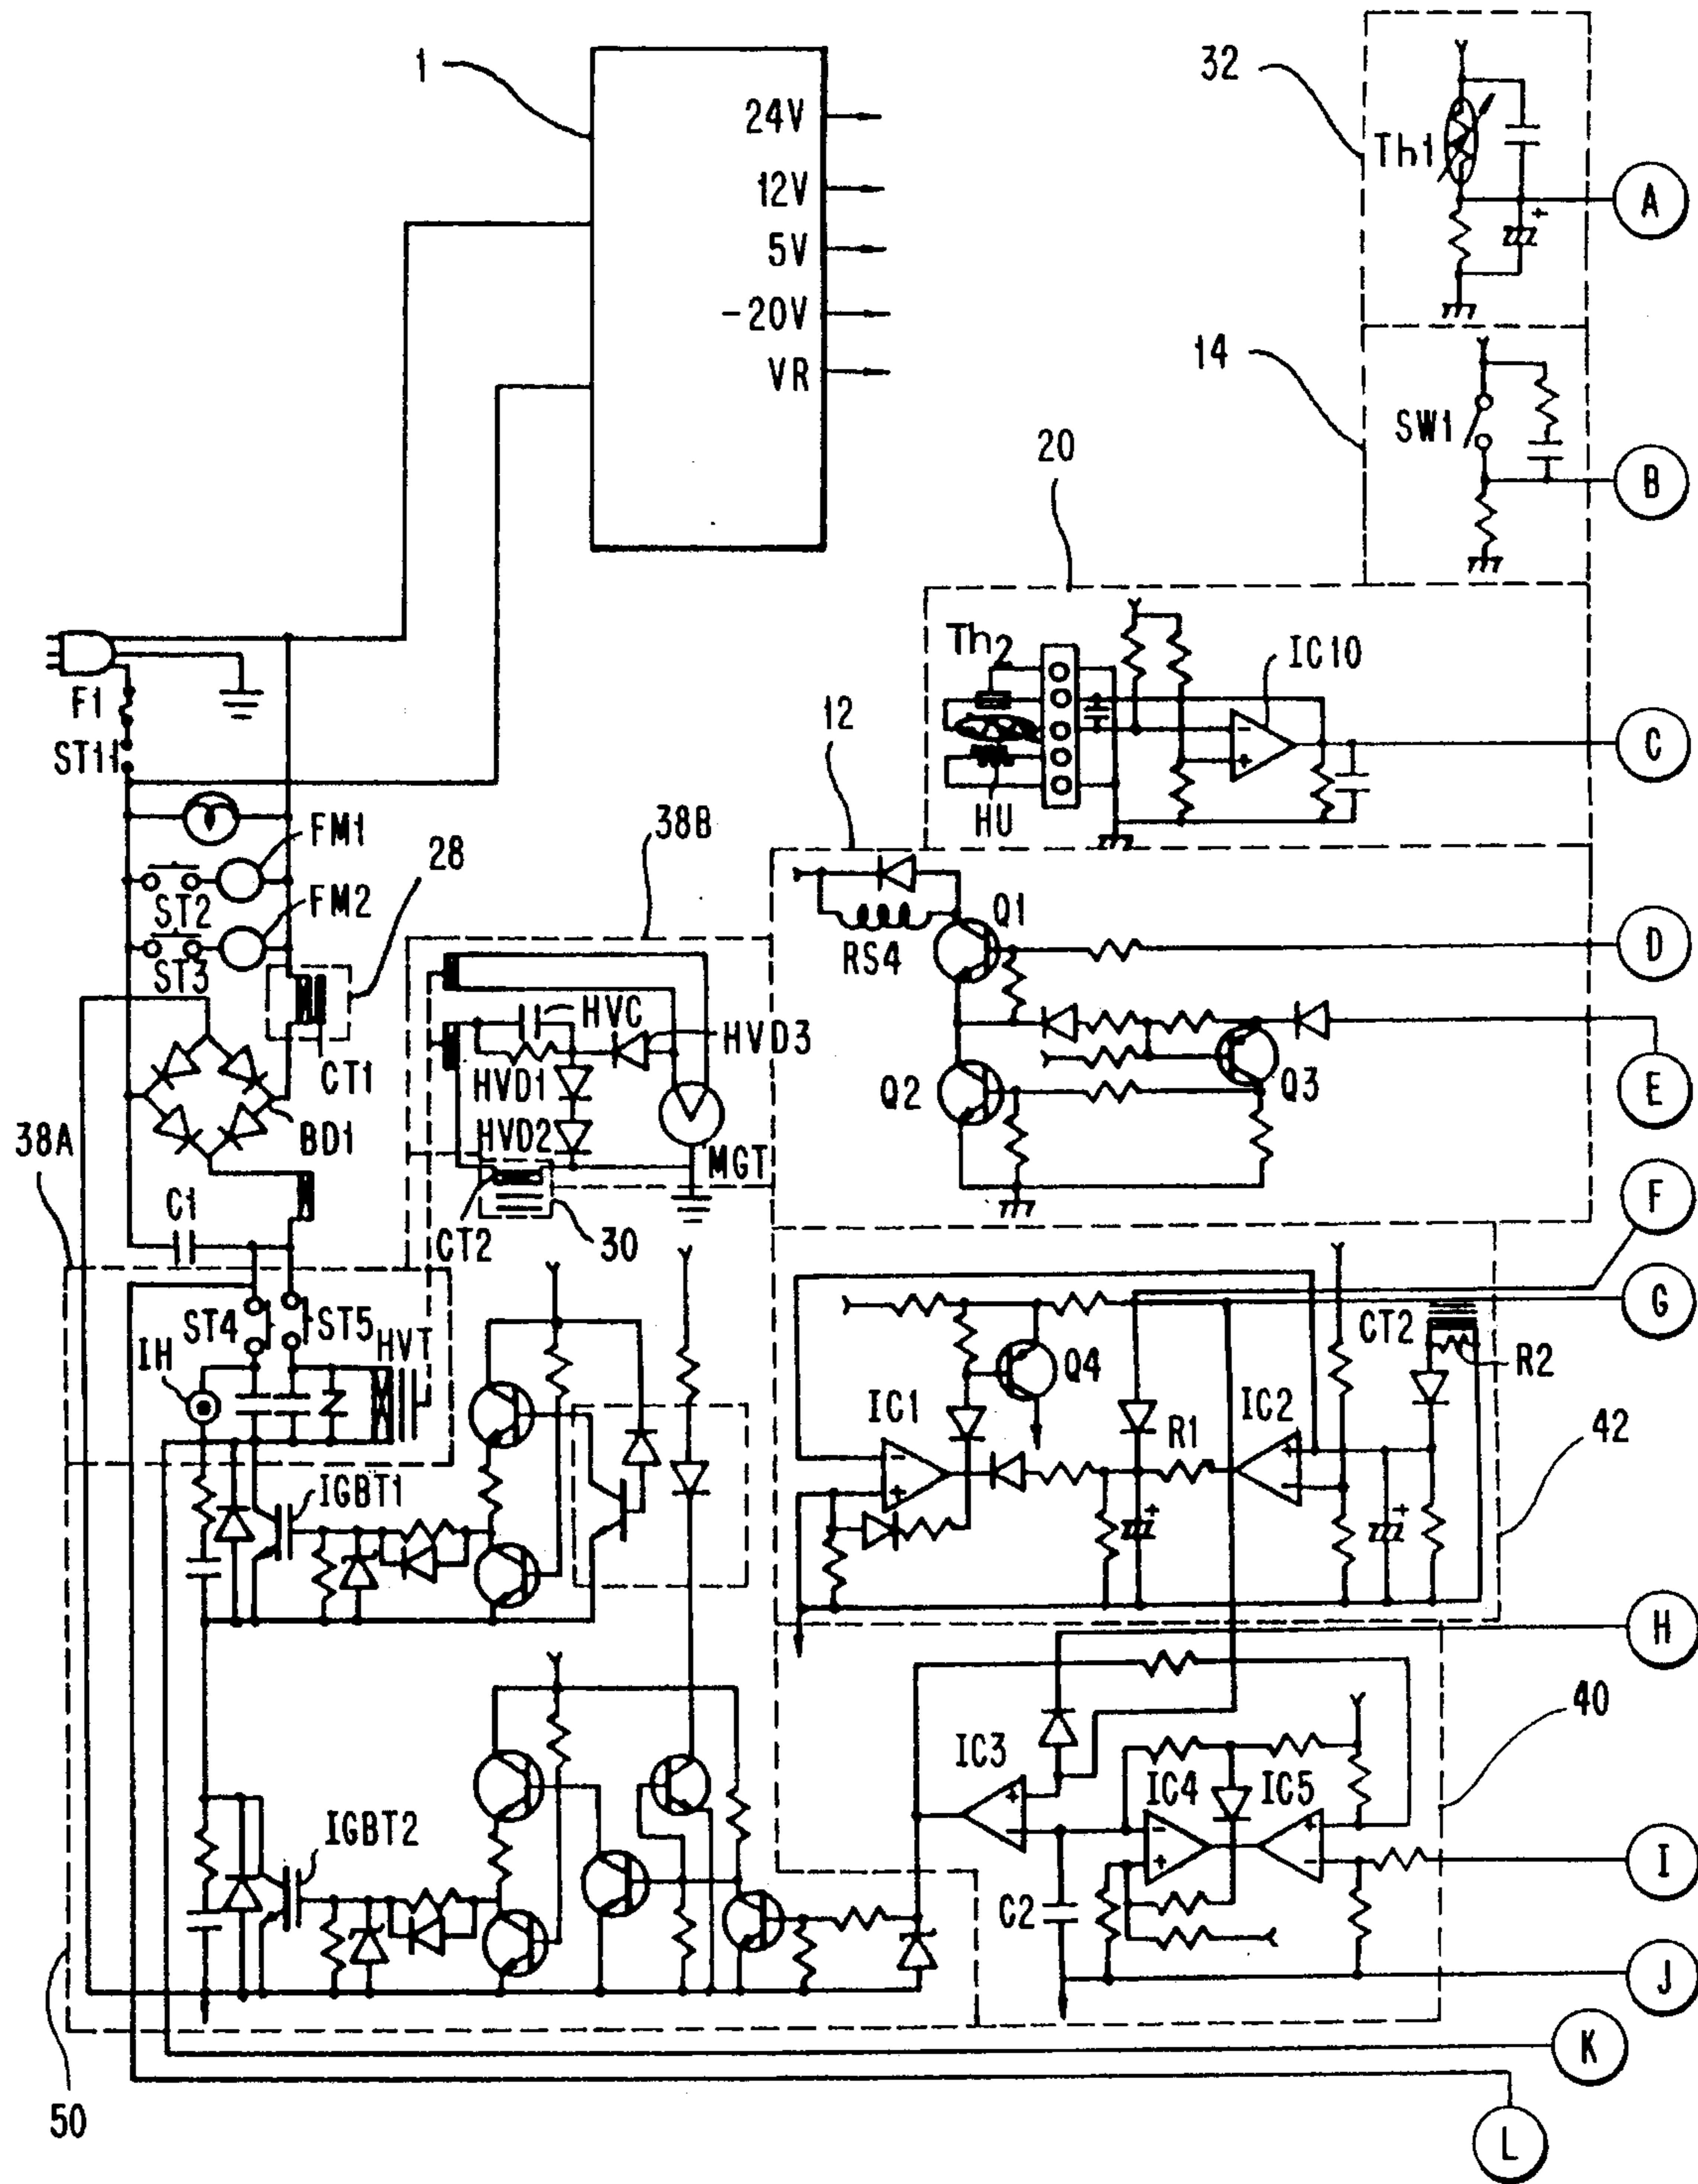 1
24V
12V
5V
-20V
VR
32
Th1
A
14
SW1
B
20
Th2
IC10
HU
C
F1
ST11
12
38B
FM1
28
ST2
FM2
ST3
RS4
Q1
D
HVC
HVD3
CT1
HVD1
Q2
Q3
E
38A
BD1
HVD2
MGT
F
C1
CT2
30
G
ST4
ST5
HVT
IH
CT2
R2
Q4
IC1
R1
IC2
42
IGBT1
H
40
IC3
IC4
IC5
IGBT2
I
C2
J
K
50
L